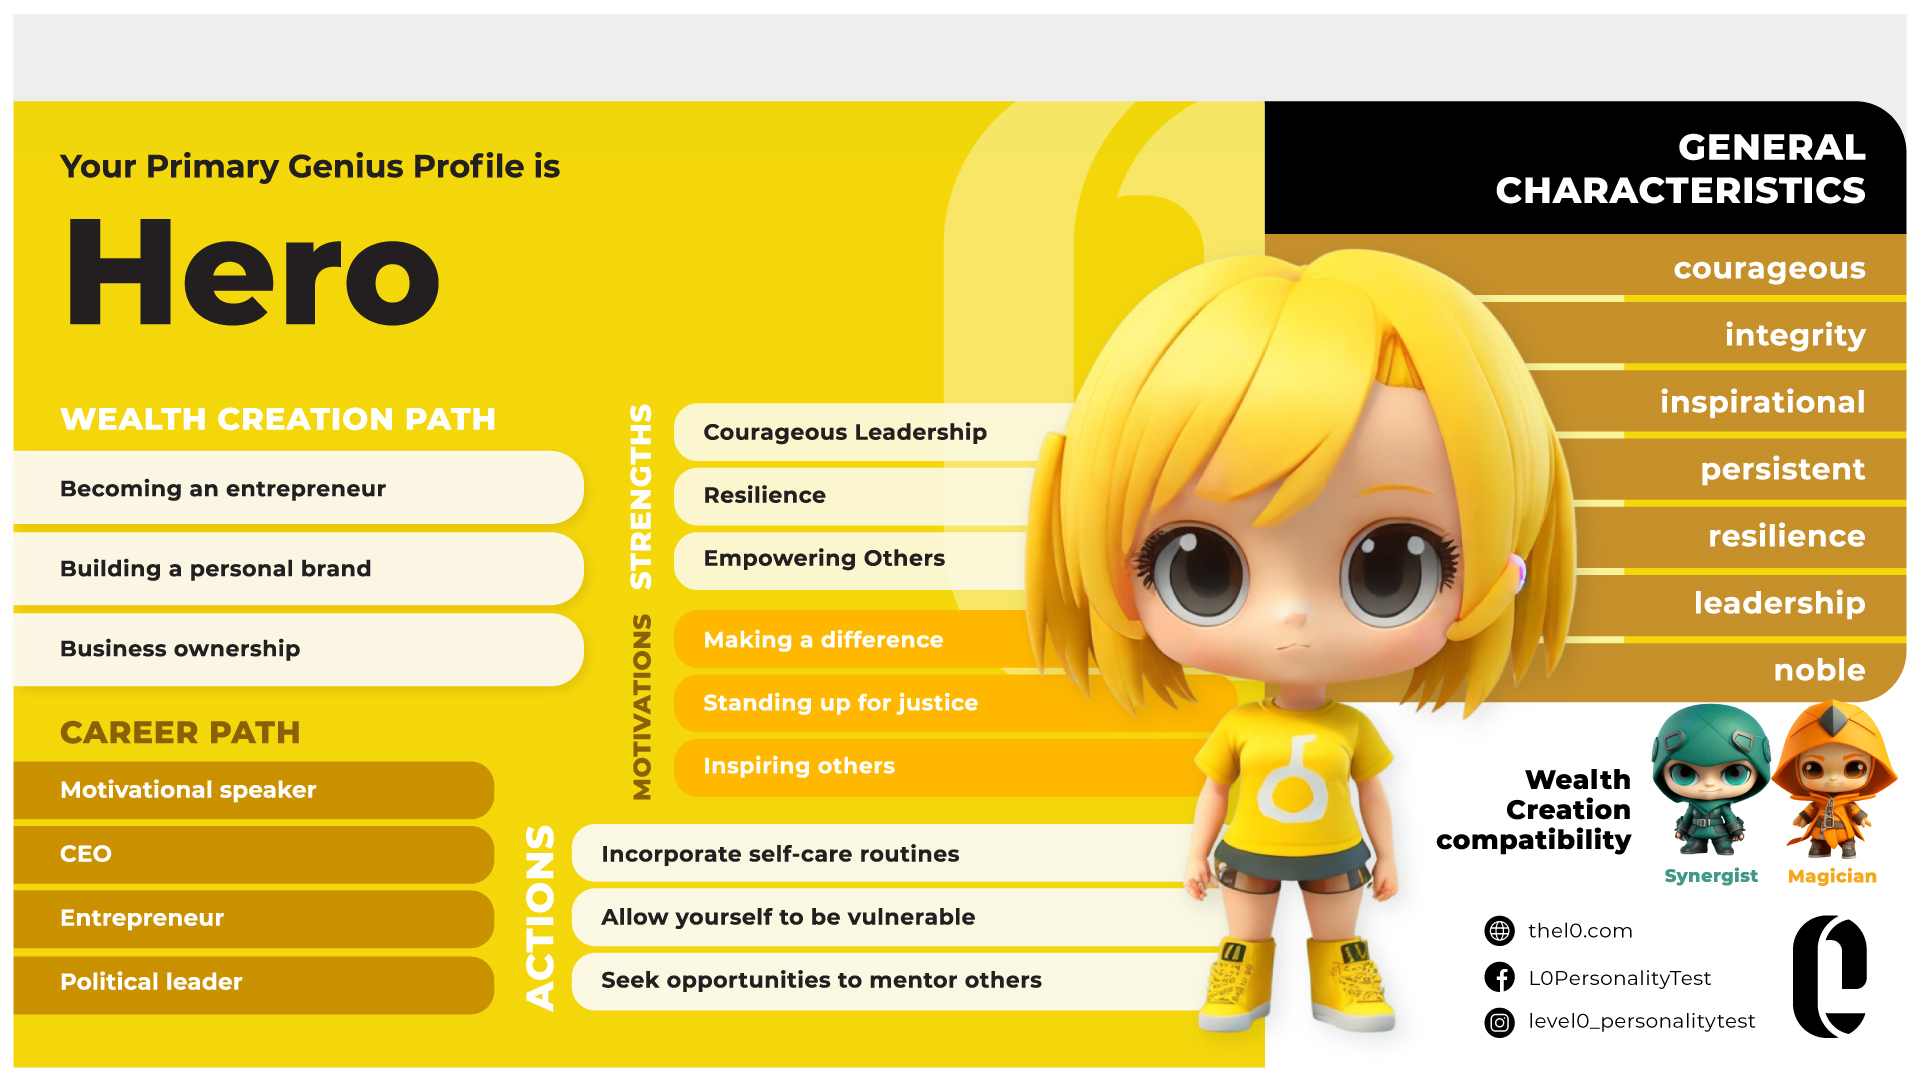 Your Primary Genius Profile is
Hero
WEALTH CREATION PATH
Becoming an entrepreneur
Building a personal brand
Business ownership
CAREER PATH
Motivational speaker
CEO
Entrepreneur
Political leader
STRENGTHS
Courageous Leadership
Resilience
Empowering Others
MOTIVATIONS
Making a difference
Standing up for justice
Inspiring others
ACTIONS
Incorporate self-care routines
Allow yourself to be vulnerable
Seek opportunities to mentor others
GENERAL
CHARACTERISTICS
courageous
integrity
inspirational
persistent
resilience
leadership
noble
Wealth
Creation
compatibility
Synergist
Magician
thel0.com
L0PersonalityTest
level0_personalitytest